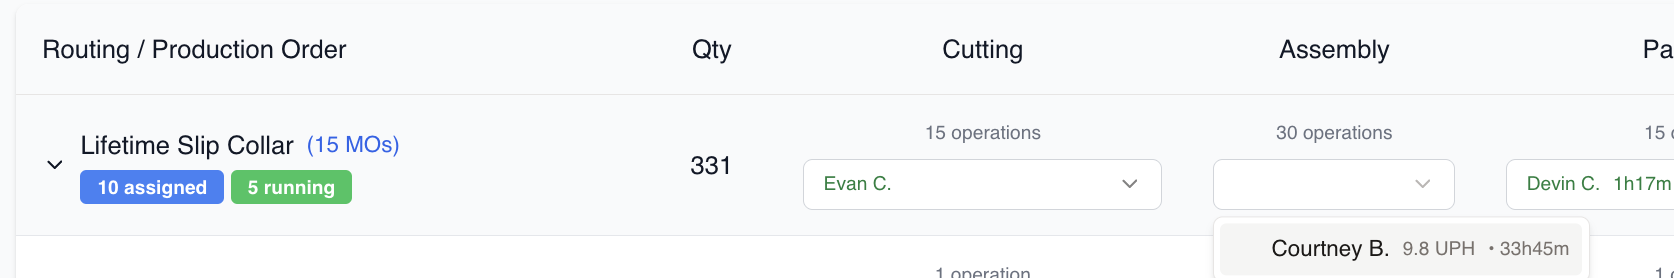 Routing / Production Order Qty Cutting Assembly Pa
15 operations 30 operations 15
Lifetime Slip Collar (15 MOs)
331
Evan C. Devin C. 1h17m
10 assigned 5 running
Courtney B. 9.8 UPH • 33h45m
1 operation